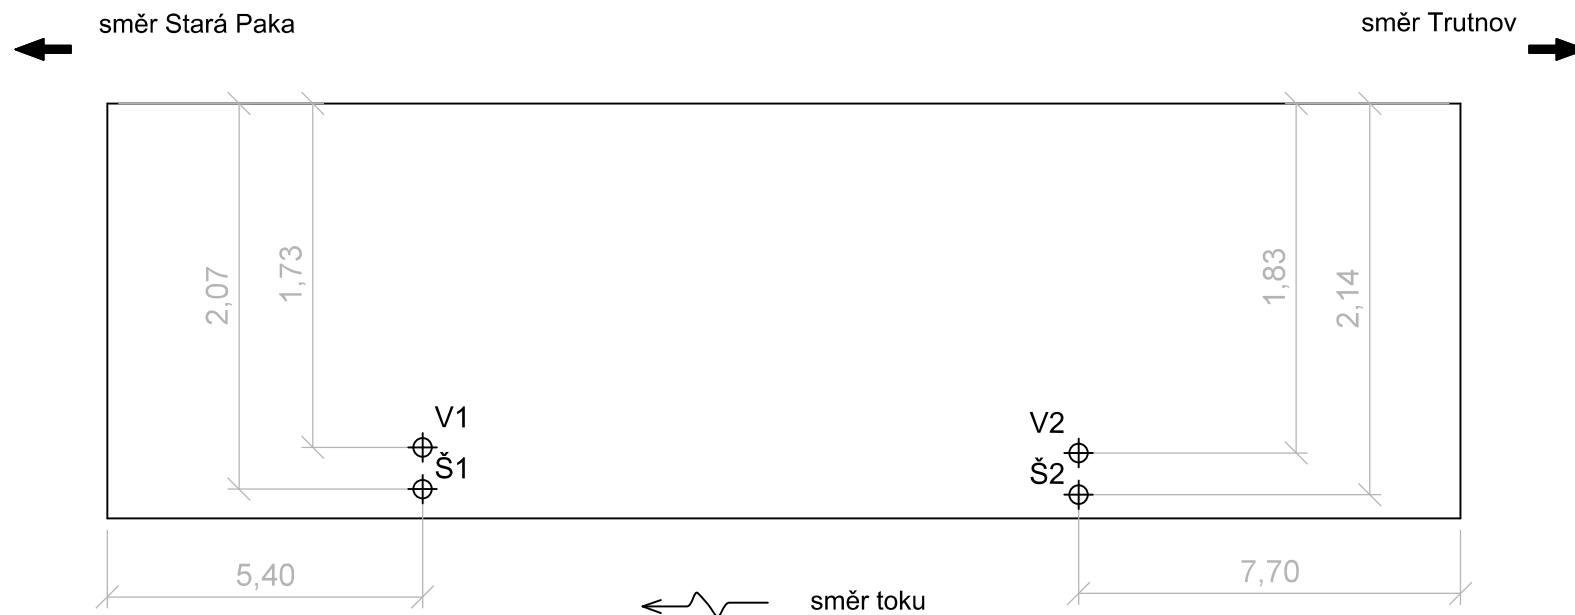 směr Stará Paka
směr Trutnov
2,07
1,73
1,83
2,14
V1
Š1
V2
Š2
5,40
7,70
směr toku